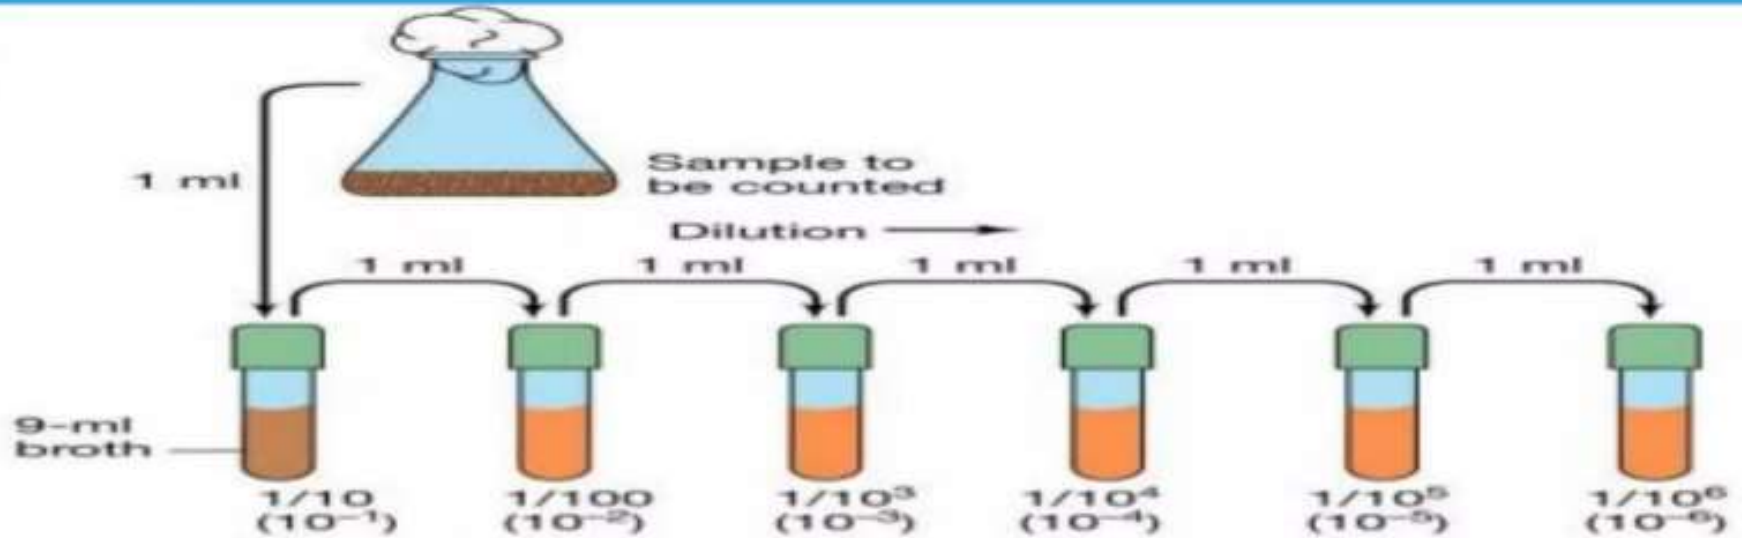 1 ml
Sample to
be counted
Dilution
1 ml
1 ml
1 ml
1 ml
1 ml
9-ml
broth
1/10
(10⁻¹)
1/100
(10⁻²)
1/10³
(10⁻³)
1/10⁴
(10⁻⁴)
1/10⁵
(10⁻⁵)
1/10⁶
(10⁻⁶)